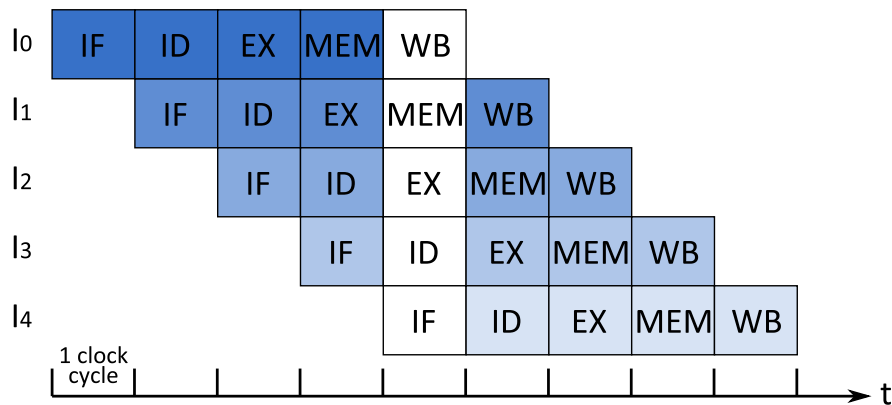 I0 IF ID EX MEM WB
I1 IF ID EX MEM WB
I2 IF ID EX MEM WB
I3 IF ID EX MEM WB
I4 IF ID EX MEM WB
1 clock
cycle
t